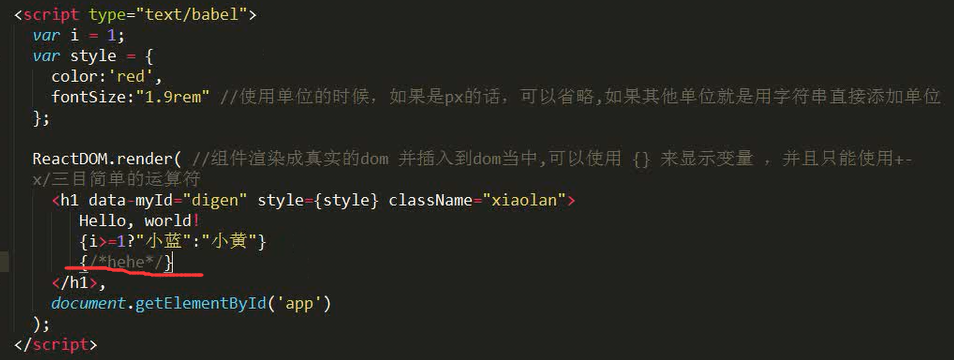 <script type="text/babel">
var i = 1;
var style = {
color:'red',
fontSize:"1.9rem" //使用单位的时候，如果是px的话，可以省略,如果其他单位就是用字符串直接添加单位
};
ReactDOM.render( //组件渲染成真实的dom 并插入到dom当中,可以使用 {} 来显示变量 ，并且只能使用+-
x/三目简单的运算符
<h1 data-myId="digen" style={style} className="xiaolan">
Hello, world!
{i>=1?"小蓝":"小黄"}
{/*hehe*/}
</h1>,
document.getElementById('app')
);
</script>